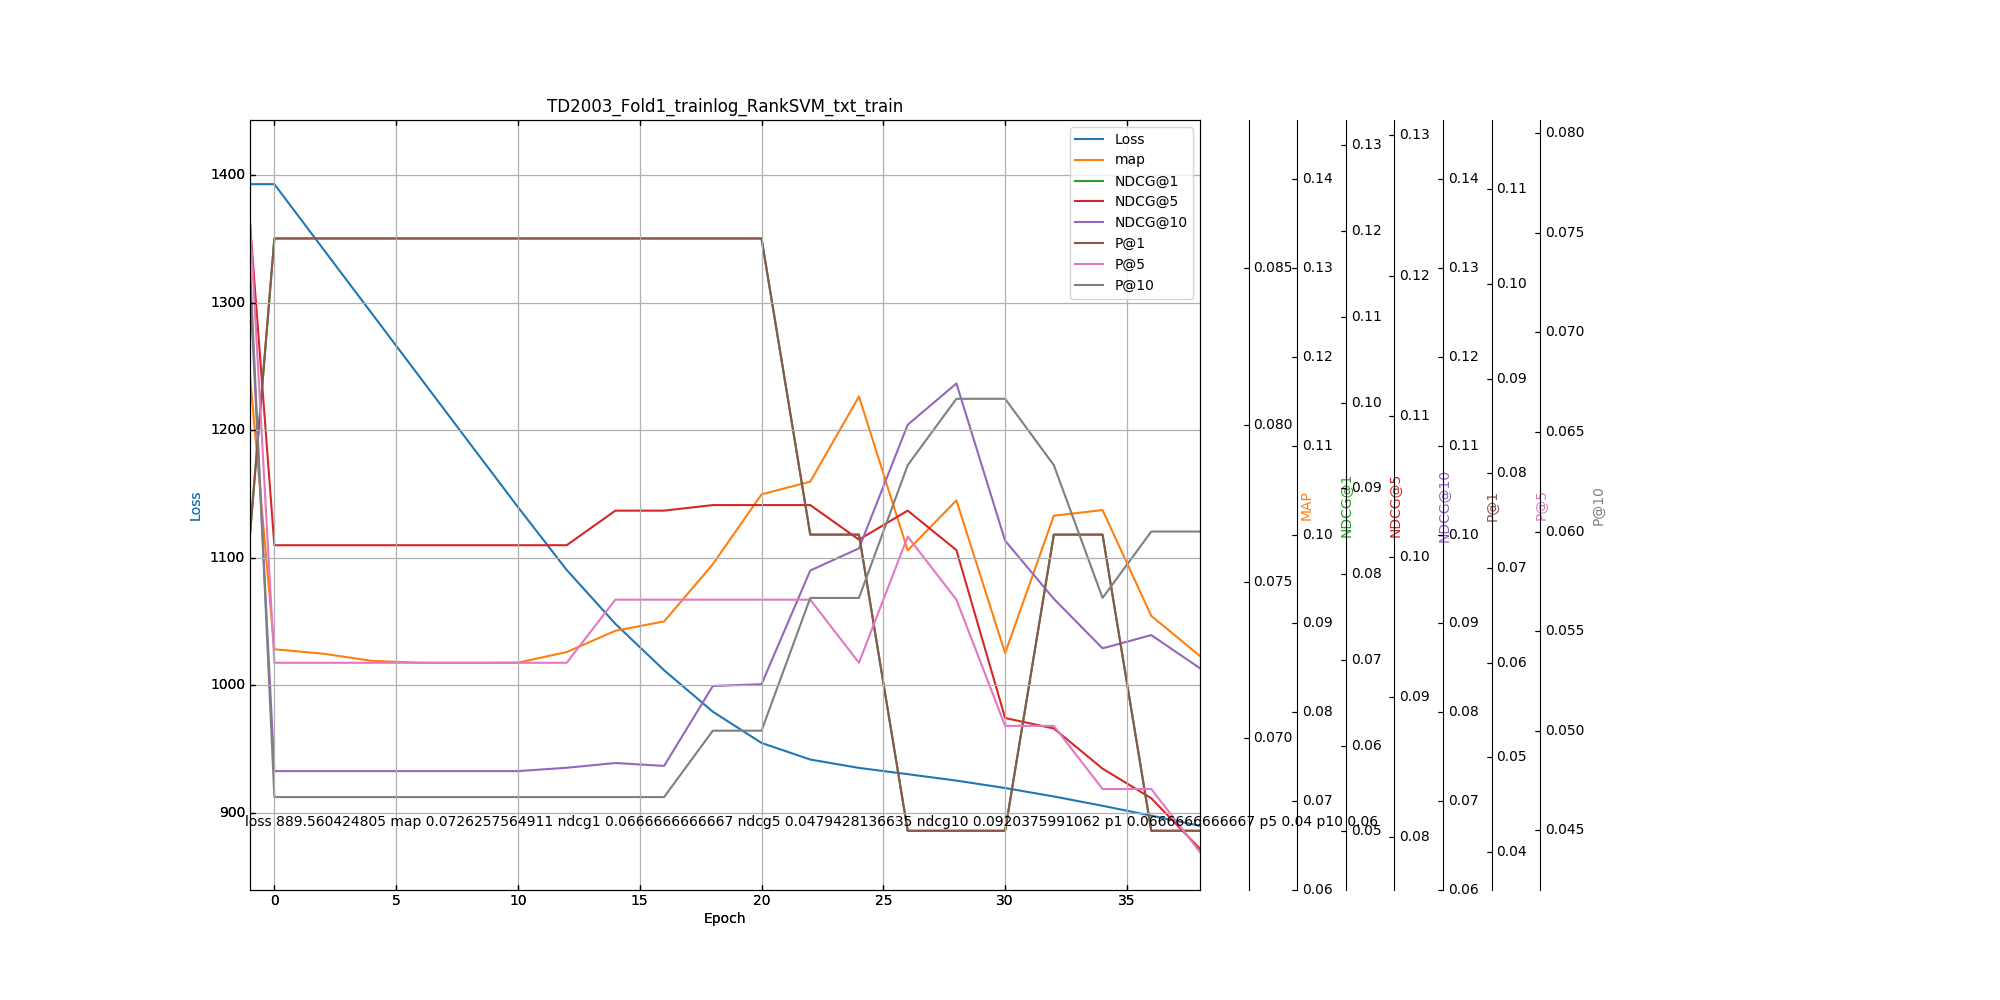 TD2003_Fold1_trainlog_RankSVM_txt_train
Loss
map
NDCG@1
NDCG@5
NDCG@10
P@1
P@5
P@10
1400
1300
1200
1100
1000
900
Loss
0 5 10 15 20 25 30 35
Epoch
loss 889.560424805 map 0.0726257564911 ndcg1 0.0666666666667 ndcg5 0.0479428136635 ndcg10 0.0920375991062 p1 0.0666666666667 p5 0.04 p10 0.06
0.085
0.080
0.075
0.070
MAP
0.14
0.13
0.12
0.11
0.10
0.09
0.08
0.07
0.06
NDCG@1
0.13
0.12
0.11
0.10
0.09
0.08
0.07
0.06
0.05
NDCG@5
0.13
0.12
0.11
0.10
0.09
0.08
NDCG@10
0.14
0.13
0.12
0.11
0.10
0.09
0.08
0.07
0.06
P@1
0.11
0.10
0.09
0.08
0.07
0.06
0.05
0.04
P@5
0.080
0.075
0.070
0.065
0.060
0.055
0.050
0.045
P@10